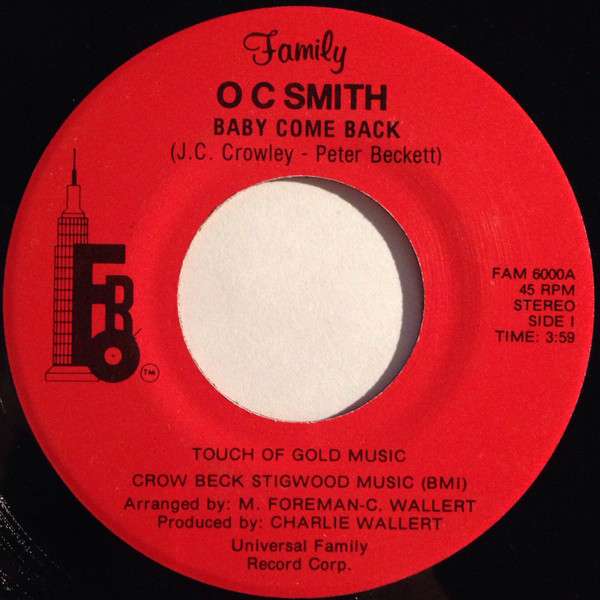 Family
O C SMITH
BABY COME BACK
(J.C. Crowley - Peter Beckett)
FBO
TM
FAM 6000A
45 RPM
STEREO
SIDE I
TIME: 3:59
TOUCH OF GOLD MUSIC
CROW BECK STIGWOOD MUSIC (BMI)
Arranged by: M. FOREMAN-C. WALLERT
Produced by: CHARLIE WALLERT
Universal Family
Record Corp.